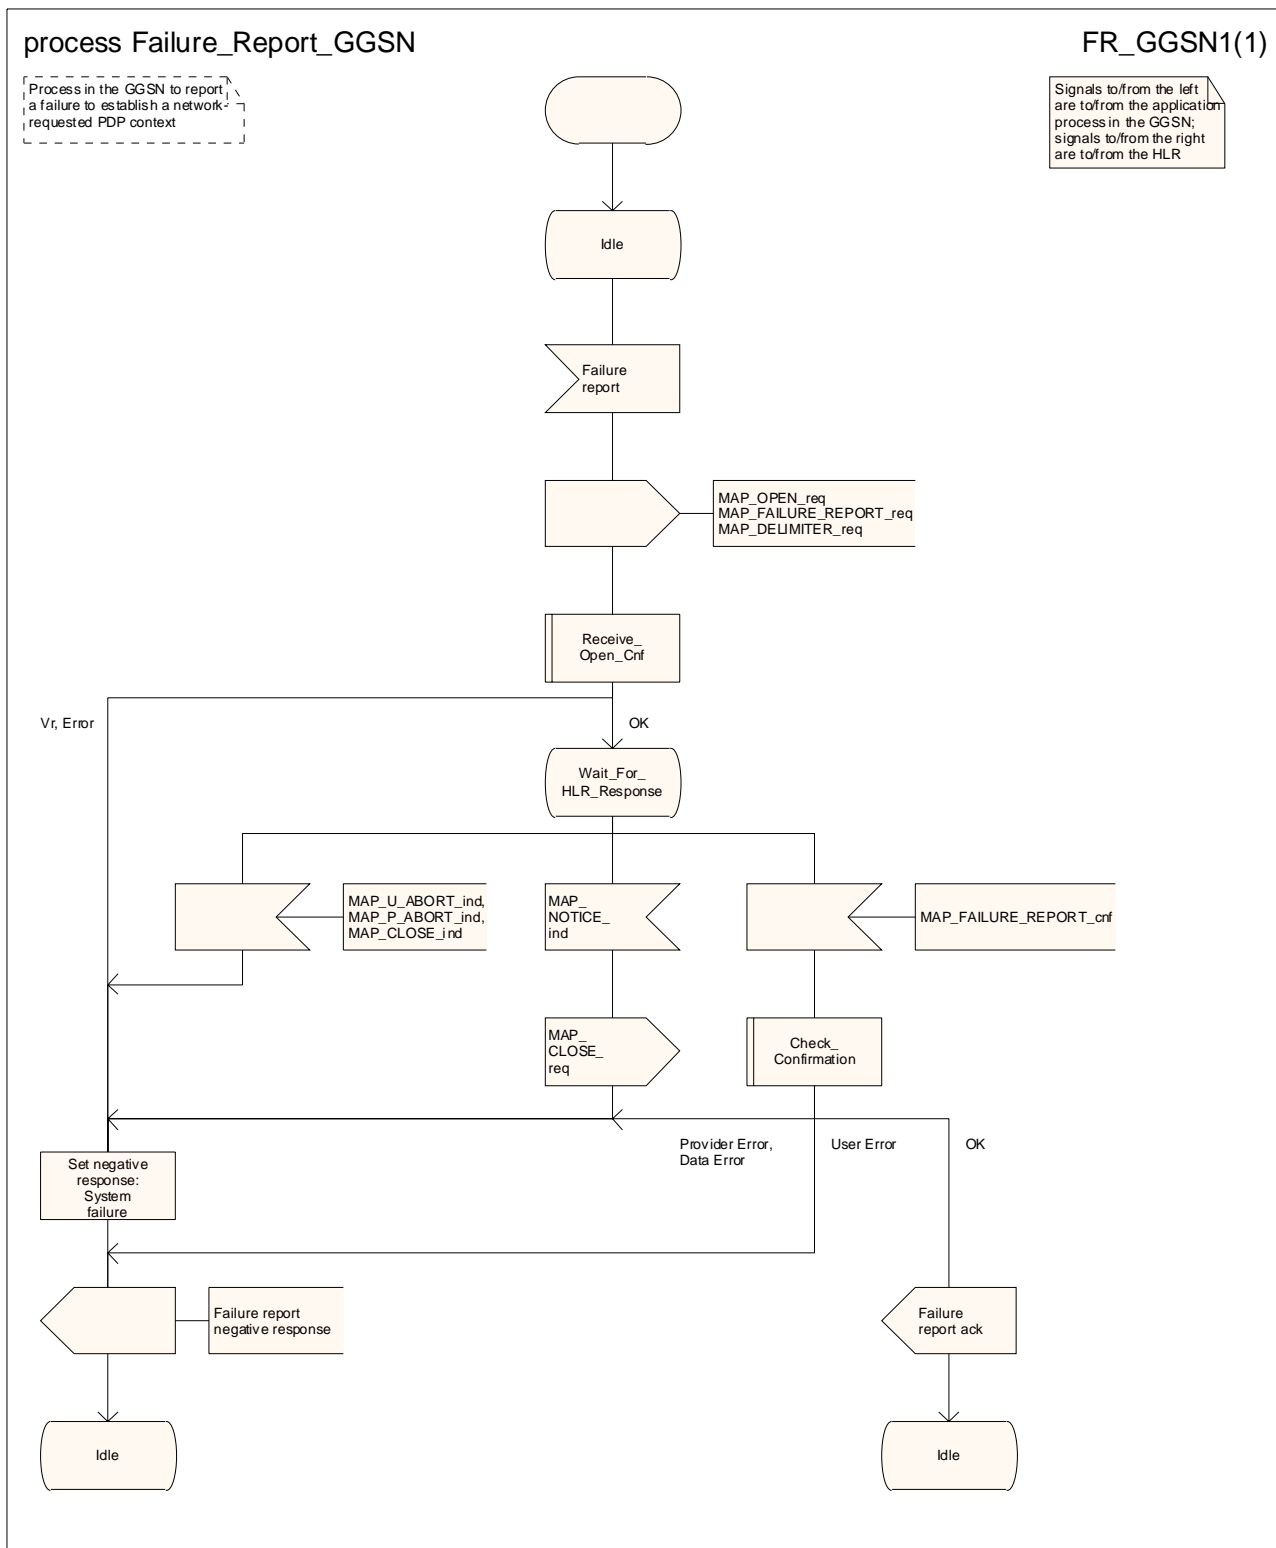 process Failure_Report_GGSN
FR_GGSN1(1)
Process in the GGSN to report
a failure to establish a network-
requested PDP context
Signals to/from the left
are to/from the application
process in the GGSN;
signals to/from the right
are to/from the HLR
Idle
Failure
report
MAP_OPEN_req
MAP_FAILURE_REPORT_req
MAP_DELIMITER_req
Receive_
Open_Cnf
Vr, Error
OK
Wait_For_
HLR_Response
MAP_U_ABORT_ind,
MAP_P_ABORT_ind,
MAP_CLOSE_ind
MAP_
NOTICE_
ind
MAP_FAILURE_REPORT_cnf
MAP_
CLOSE_
req
Check_
Confirmation
Provider Error,
Data Error
User Error
OK
Set negative
response:
System
failure
Failure report
negative response
Failure
report ack
Idle
Idle